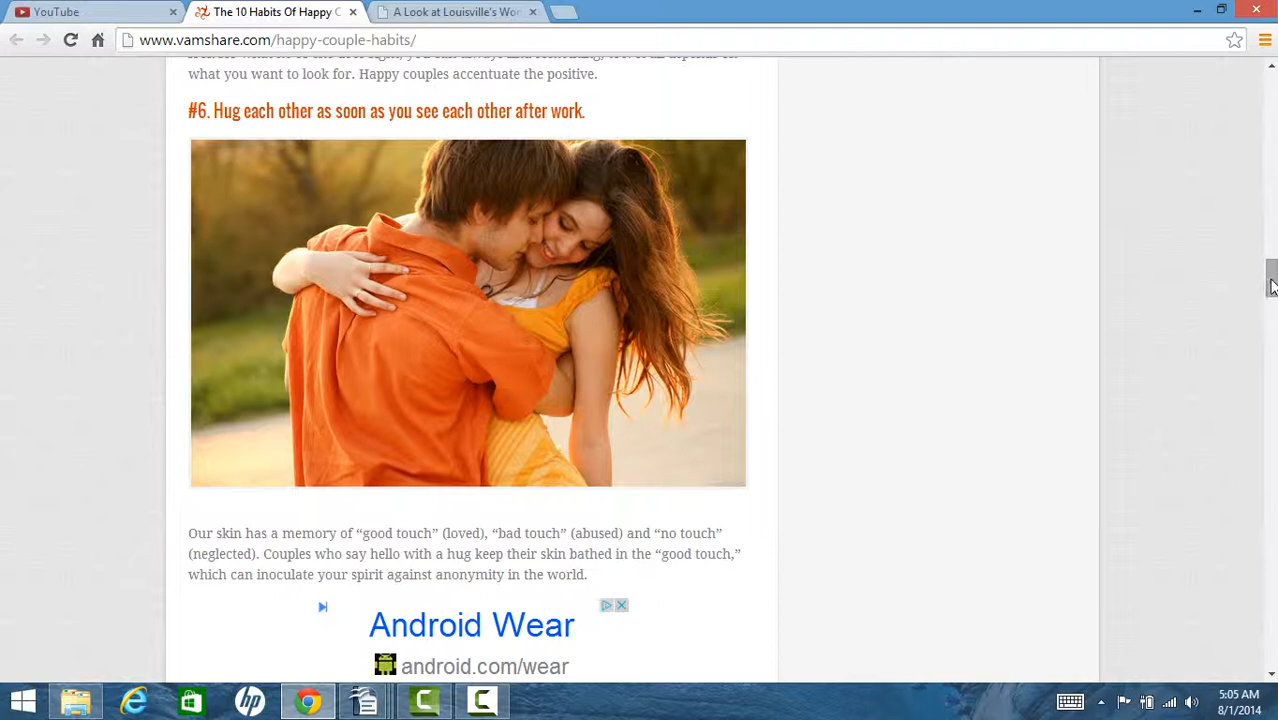 YouTube
The 10 Habits Of Happy C
A Look at Louisville's Wo
www.vamshare.com/happy-couple-habits/
what you want to look for. Happy couples accentuate the positive.
#6. Hug each other as soon as you see each other after work.
Our skin has a memory of “good touch” (loved), “bad touch” (abused) and “no touch”
(neglected). Couples who say hello with a hug keep their skin bathed in the “good touch,”
which can inoculate your spirit against anonymity in the world.
Android Wear
android.com/wear
hp
5:05 AM
8/1/2014